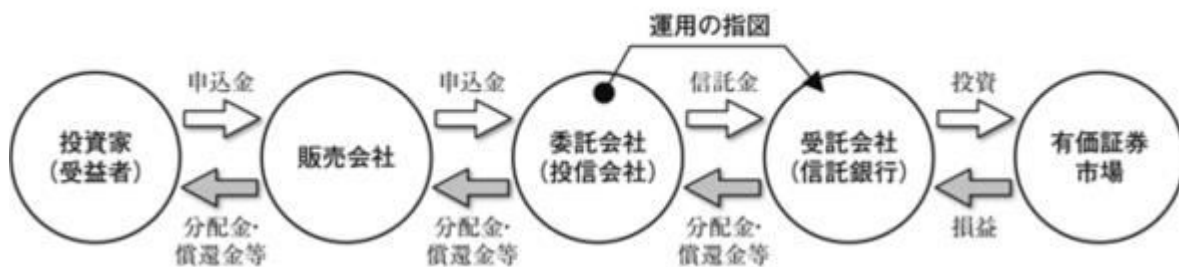 運用の指図
申込金
申込金
信託金
投資
投資家
(受益者)
販売会社
委託会社
(投信会社)
受託会社
(信託銀行)
有価証券
市場
分配金・
償還金等
分配金・
償還金等
分配金・
償還金等
損益